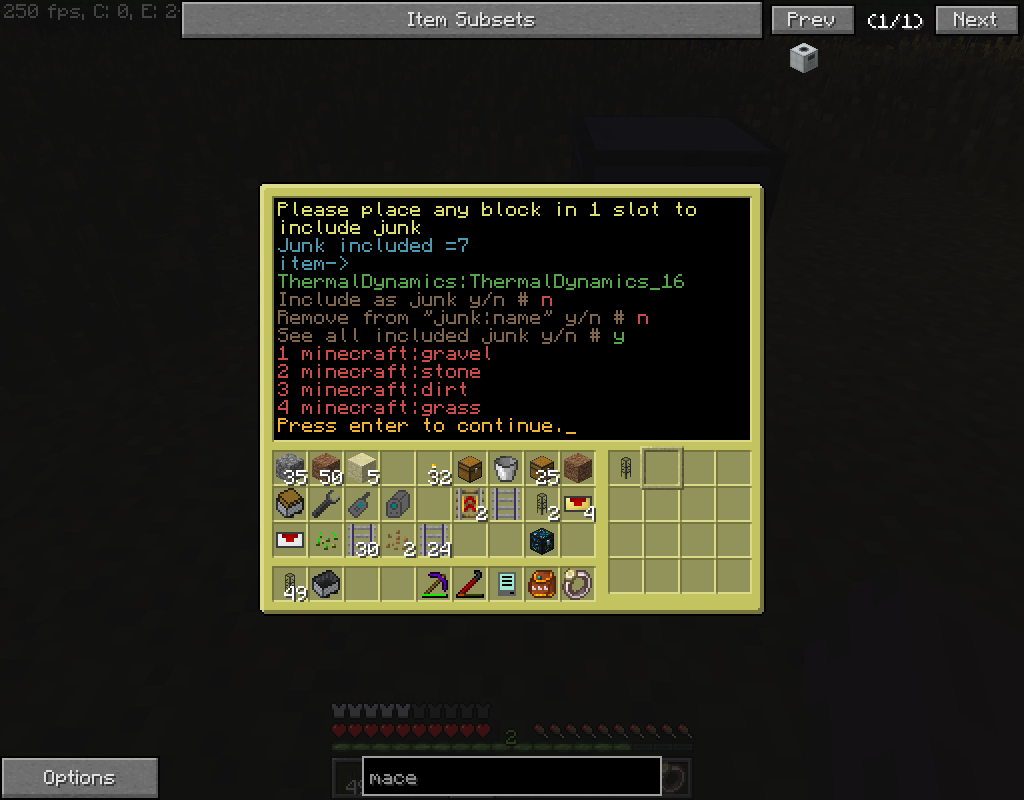 250 fps, C: 0, E: 2
Item Subsets
Prev
(1/1)
Next
Please place any block in 1 slot to
include junk
Junk included =7
item->
ThermalDynamics:ThermalDynamics_16
Include as junk y/n # n
Remove from "junk:name" y/n # n
See all included junk y/n # y
1 minecraft:gravel
2 minecraft:stone
3 minecraft:dirt
4 minecraft:grass
Press enter to continue._
35 50 5 32 25
2 2 4
30 2 24
49
2
Options
mace